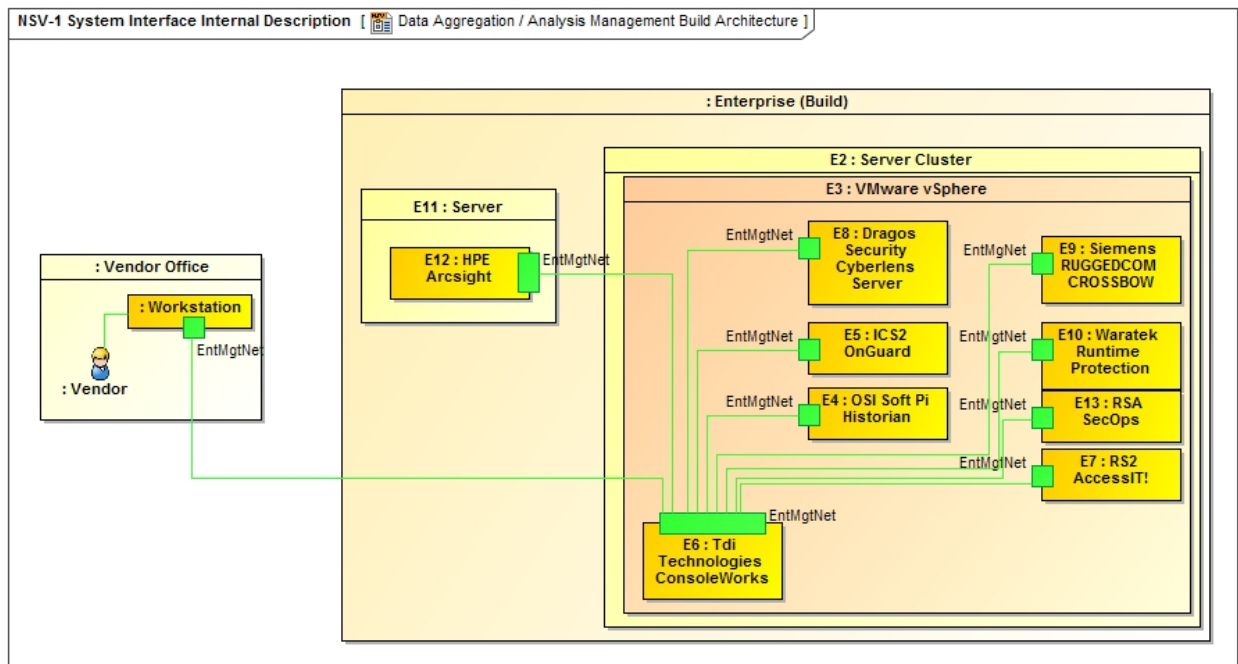 NSV-1 System Interface Internal Description [ Data Aggregation / Analysis Management Build Architecture ]
: Enterprise (Build)
E2 : Server Cluster
E3 : VMware vSphere
E11 : Server
E12 : HPE
Arcsight
EntMgtNet
: Vendor Office
: Workstation
EntMgtNet
: Vendor
EntMgtNet
E8 : Dragos
Security
Cyberlens
Server
EntMgtNet
E9 : Siemens
RUGGEDCOM
CROSSBOW
EntMgtNet
E5 : ICS2
OnGuard
EntMgtNet
E10 : Waratek
Runtime
Protection
EntMgtNet
E4 : OSI Soft Pi
Historian
EntMgtNet
E13 : RSA
SecOps
EntMgtNet
E7 : RS2
AccessIT!
EntMgtNet
E6 : Tdi
Technologies
ConsoleWorks